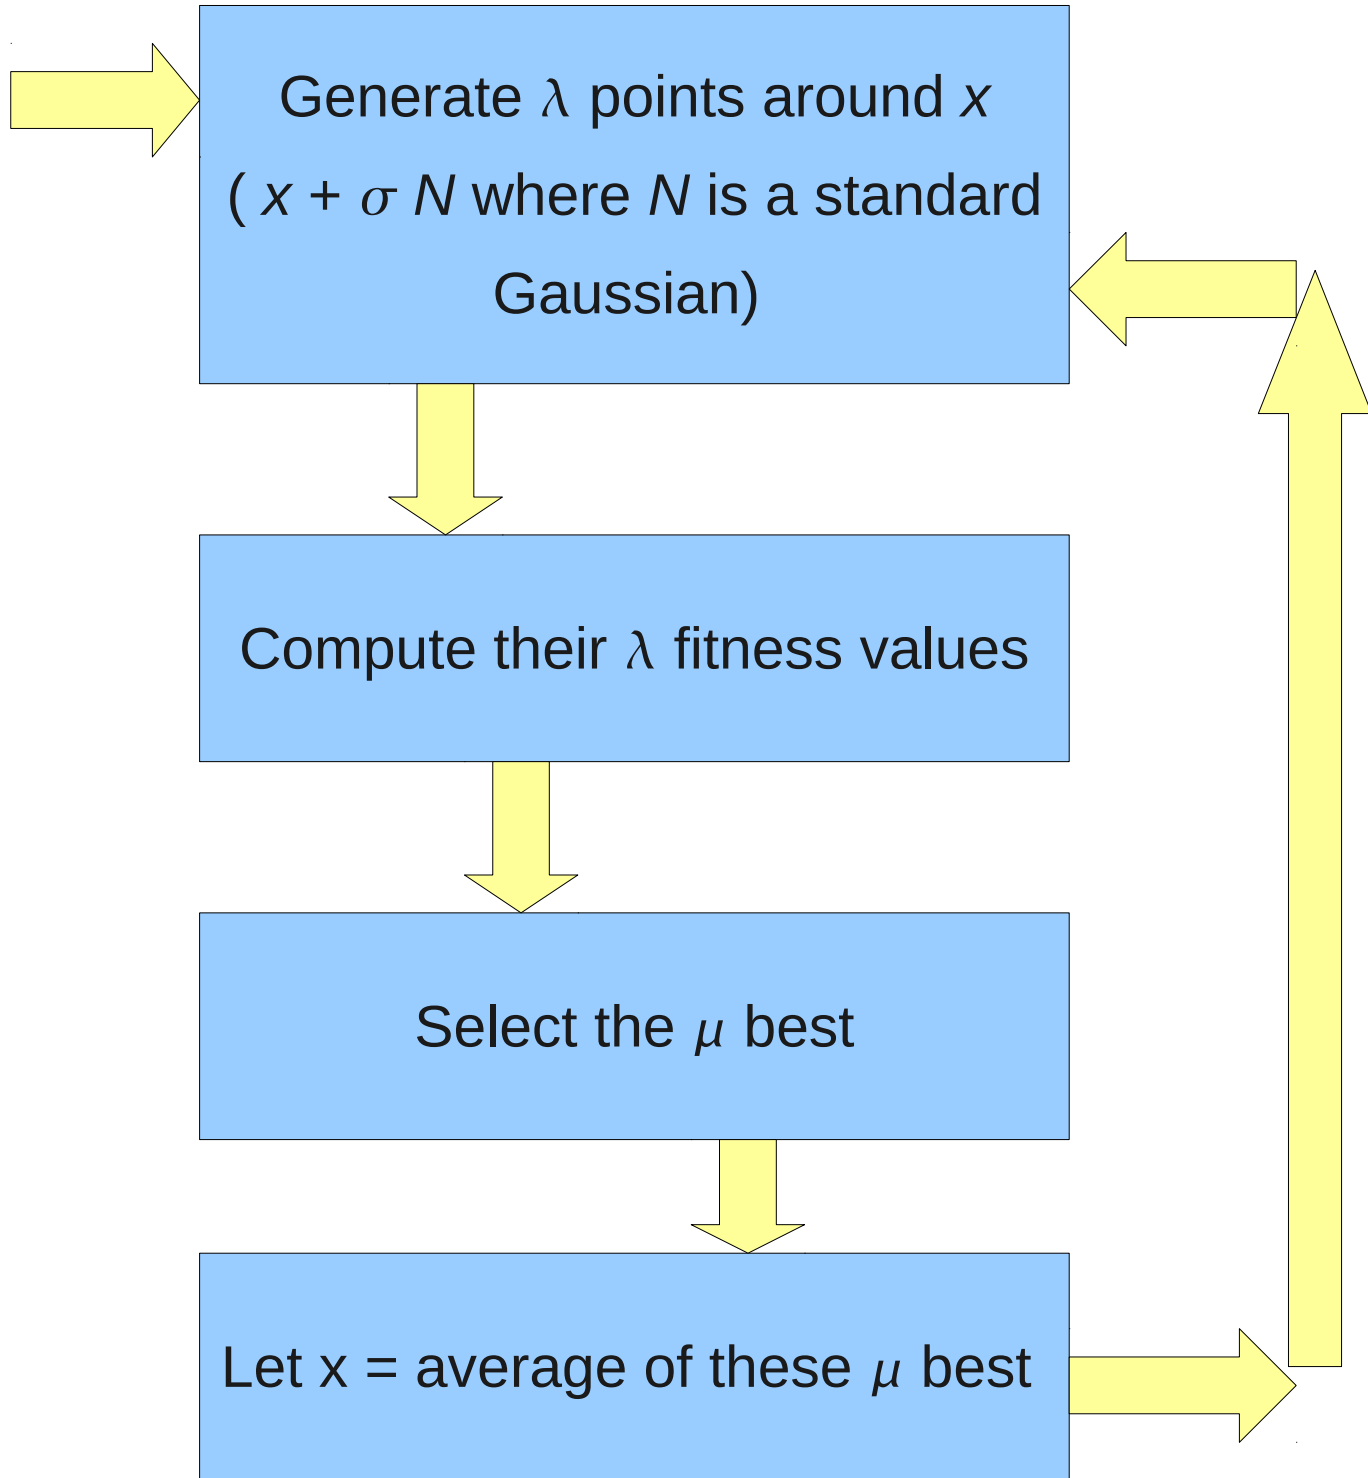 Generate λ points around x
( x + σ N where N is a standard
Gaussian)
Compute their λ fitness values
Select the μ best
Let x = average of these μ best